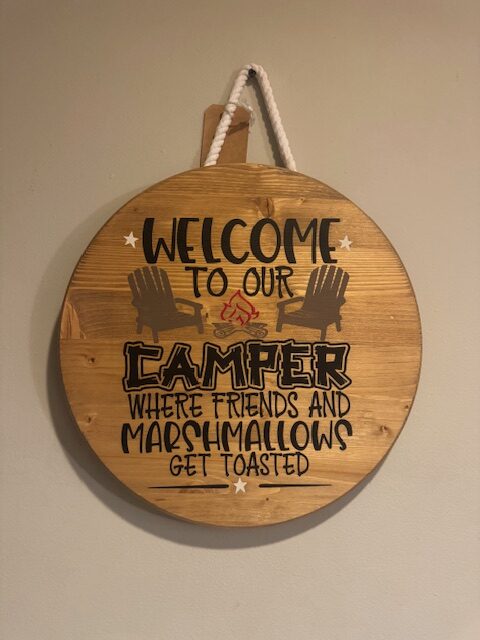 WELCOME
TO OUR
CAMPER
WHERE FRIENDS AND
MARSHMALLOWS
GET TOASTED